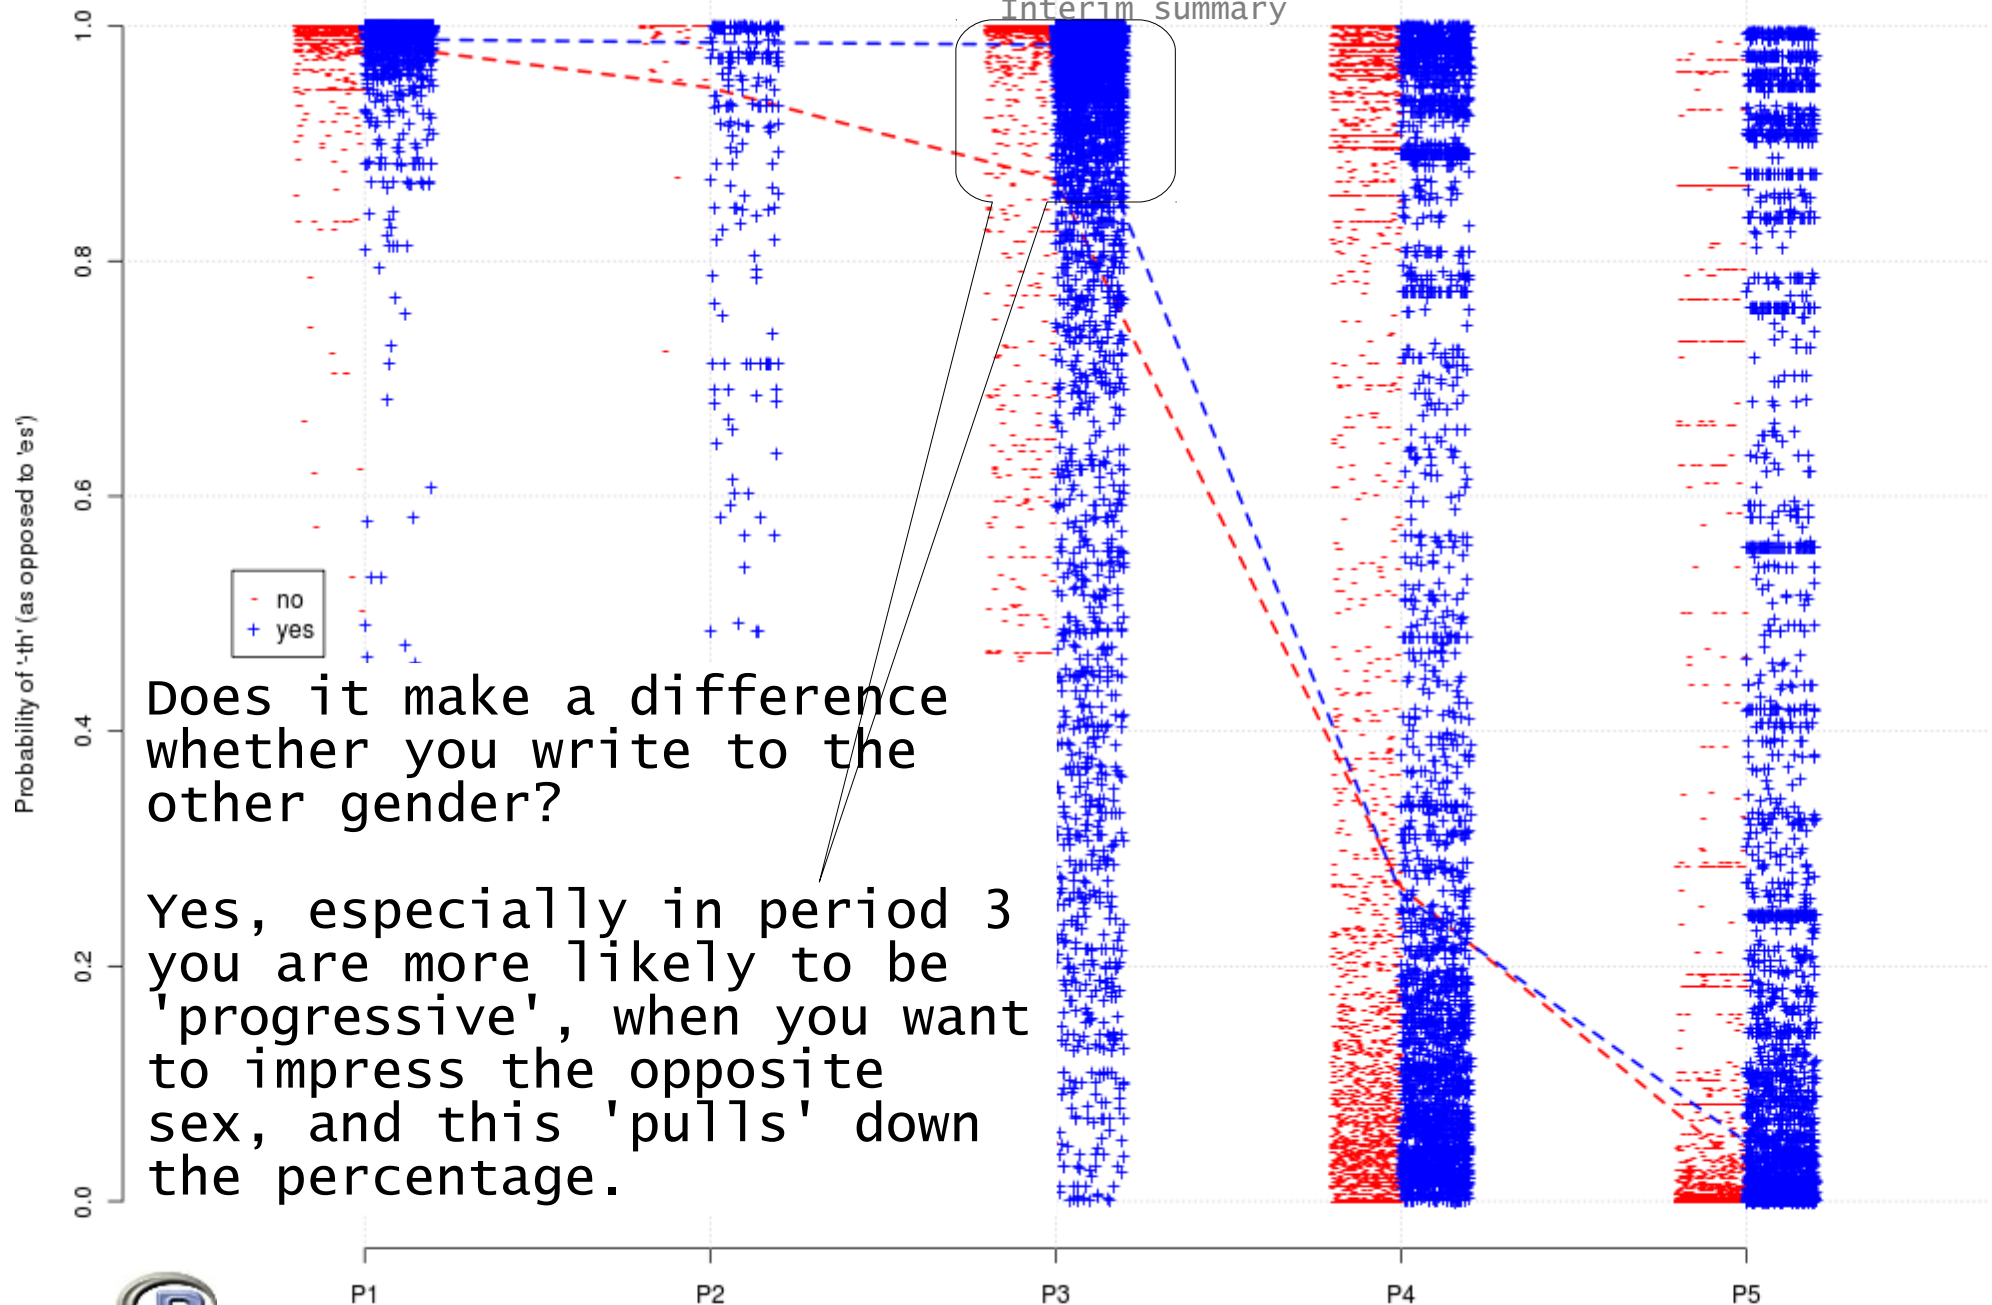 Interim summary
1.0
0.8
0.6
0.4
0.2
0.0
Probability of '-th' (as opposed to 'es')
- no
+ yes
Does it make a difference
whether you write to the
other gender?
Yes, especially in period 3
you are more likely to be
'progressive', when you want
to impress the opposite
sex, and this 'pulls' down
the percentage.
P1 P2 P3 P4 P5